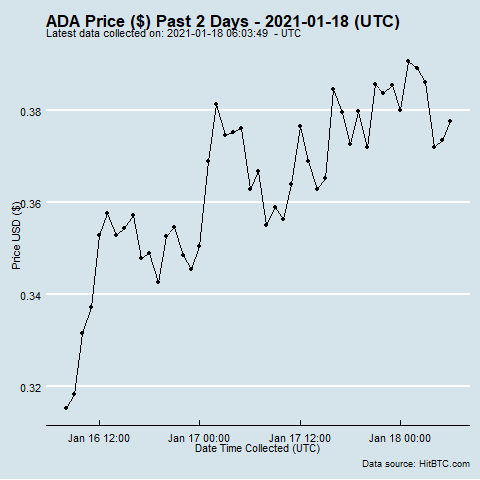 ADA Price ($) Past 2 Days - 2021-01-18 (UTC)
Latest data collected on: 2021-01-18 06:03:49 - UTC
0.38
0.36
Price USD ($)
0.34
0.32
Jan 16 12:00 Jan 17 00:00 Jan 17 12:00 Jan 18 00:00
Date Time Collected (UTC)
Data source: HitBTC.com